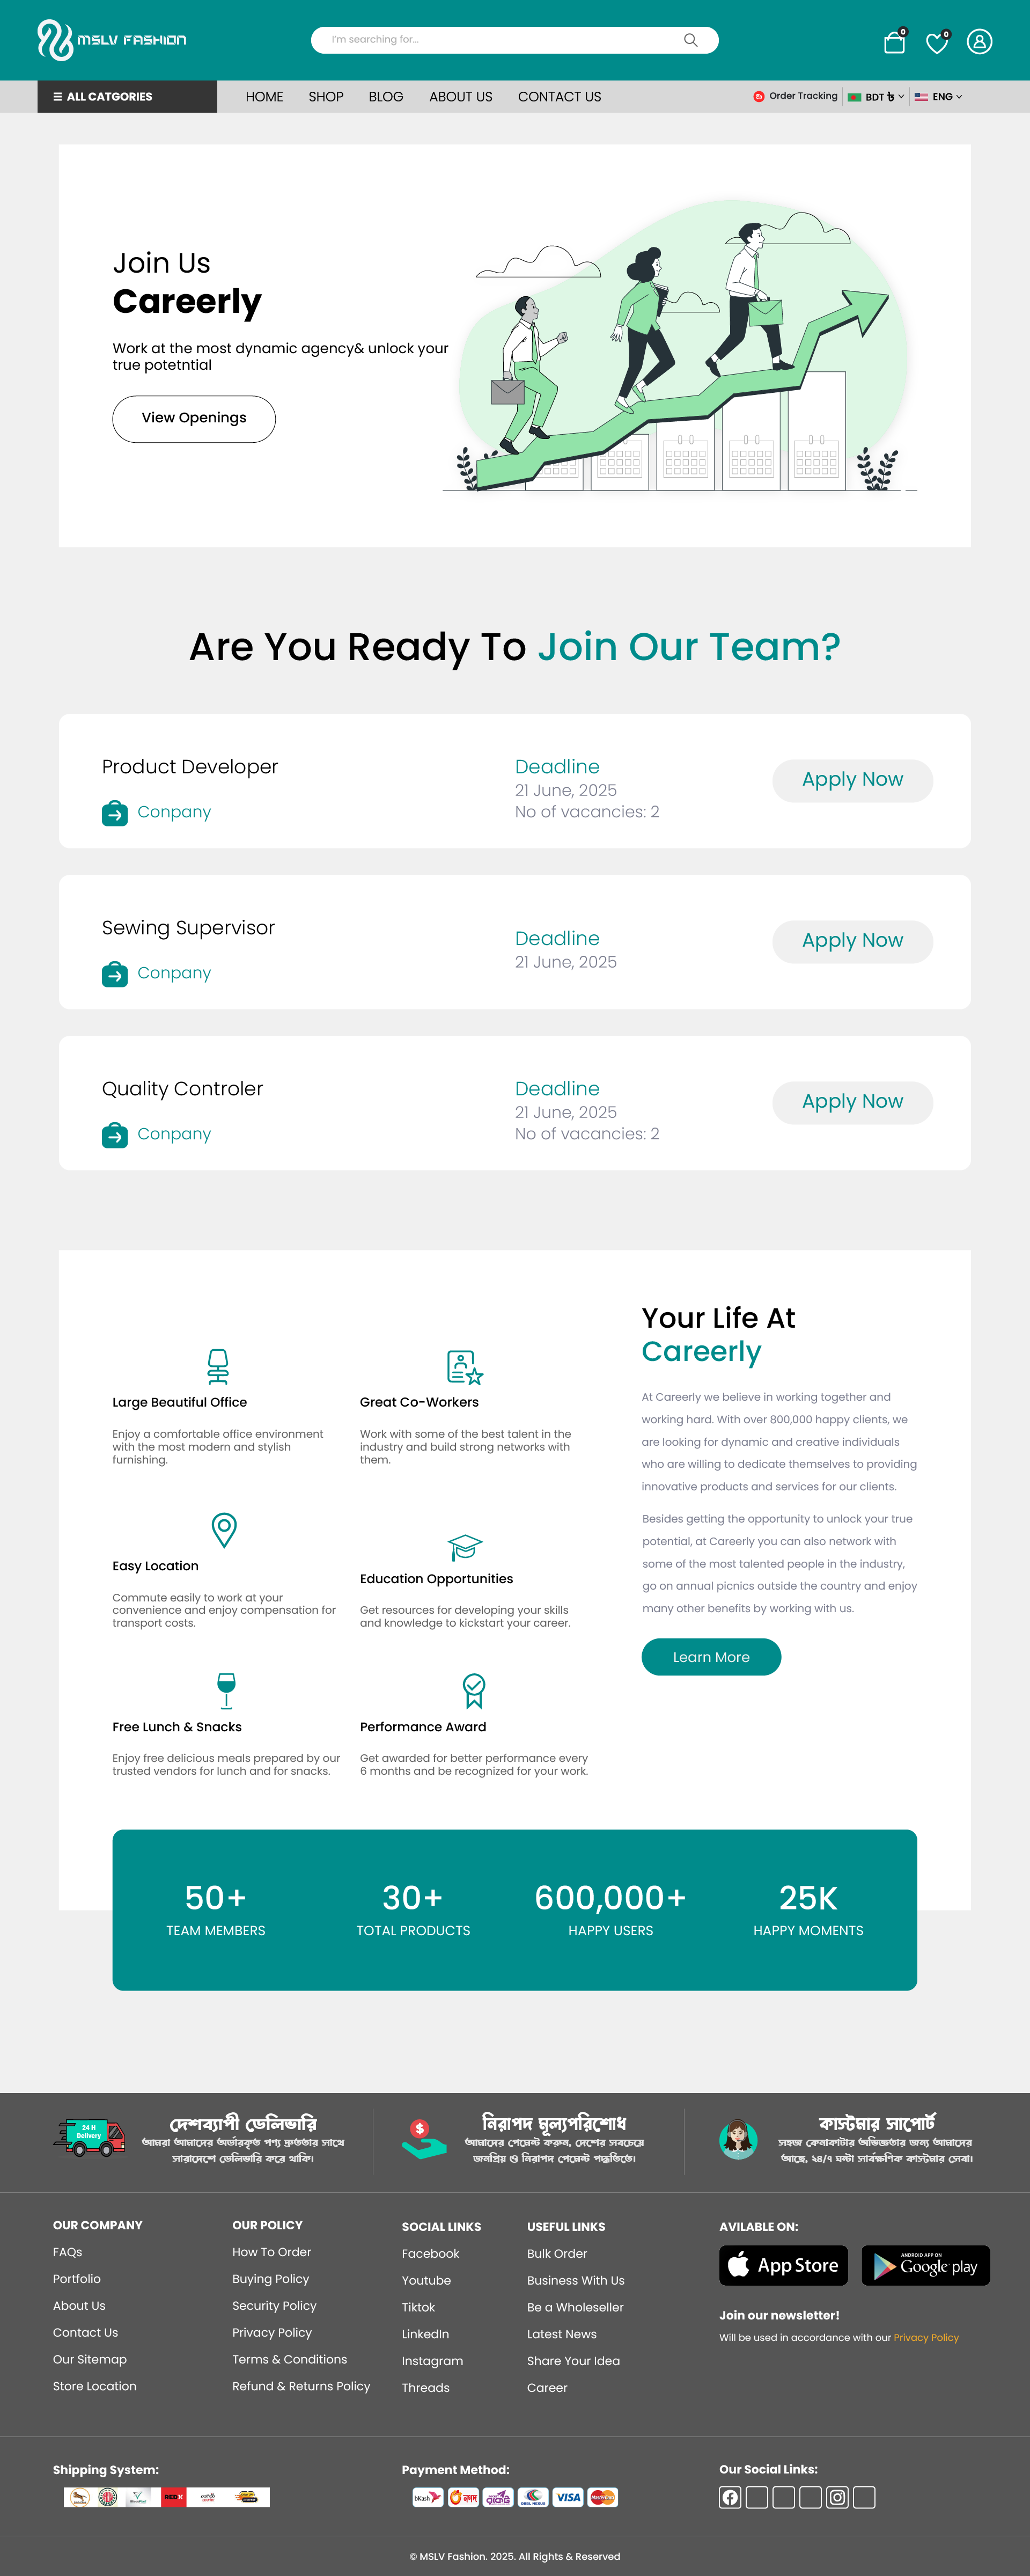 MSLV FASHION
I'm searching for...
0
0
ALL CATGORIES
HOME
SHOP
BLOG
ABOUT US
CONTACT US
Order Tracking
BDT ৳
ENG
Join Us
Careerly
Work at the most dynamic agency& unlock your
true potetntial
View Openings
Are You Ready To Join Our Team?
Product Developer
Conpany
Deadline
21 June, 2025
No of vacancies: 2
Apply Now
Sewing Supervisor
Conpany
Deadline
21 June, 2025
Apply Now
Quality Controler
Conpany
Deadline
21 June, 2025
No of vacancies: 2
Apply Now
Large Beautiful Office
Enjoy a comfortable office environment
with the most modern and stylish
furnishing.
Great Co-Workers
Work with some of the best talent in the
industry and build strong networks with
them.
Easy Location
Commute easily to work at your
convenience and enjoy compensation for
transport costs.
Education Opportunities
Get resources for developing your skills
and knowledge to kickstart your career.
Free Lunch & Snacks
Enjoy free delicious meals prepared by our
trusted vendors for lunch and for snacks.
Performance Award
Get awarded for better performance every
6 months and be recognized for your work.
Your Life At
Careerly
At Careerly we believe in working together and
working hard. With over 800,000 happy clients, we
are looking for dynamic and creative individuals
who are willing to dedicate themselves to providing
innovative products and services for our clients.
Besides getting the opportunity to unlock your true
potential, at Careerly you can also network with
some of the most talented people in the industry,
go on annual picnics outside the country and enjoy
many other benefits by working with us.
Learn More
50+
TEAM MEMBERS
30+
TOTAL PRODUCTS
600,000+
HAPPY USERS
25K
HAPPY MOMENTS
24 H
Delivery
দেশব্যাপী ডেলিভারি
আমরা আমাদের অর্ডারকৃত পণ্য দ্রুততার সাথে
সারাদেশে ডেলিভারি করে থাকি।
$
নিরাপদ মূল্যপরিশোধ
আমাদের পেমেন্ট করুন, দেশের সবচেয়ে
জনপ্রিয় ও নিরাপদ পেমেন্ট পদ্ধতিতে।
কাস্টমার সাপোর্ট
সহজ কেনাকাটার অভিজ্ঞতার জন্য আমাদের
আছে, ২৪/৭ ঘন্টা সার্বক্ষণিক কাস্টমার সেবা।
OUR COMPANY
FAQs
Portfolio
About Us
Contact Us
Our Sitemap
Store Location
OUR POLICY
How To Order
Buying Policy
Security Policy
Privacy Policy
Terms & Conditions
Refund & Returns Policy
SOCIAL LINKS
Facebook
Youtube
Tiktok
LinkedIn
Instagram
Threads
USEFUL LINKS
Bulk Order
Business With Us
Be a Wholeseller
Latest News
Share Your Idea
Career
AVILABLE ON:
App Store
ANDROID APP ON
Google play
Join our newsletter!
Will be used in accordance with our Privacy Policy
Shipping System:
REDX
Payment Method:
bKash
নগদ
রকেট
VISA
MasterCard
Our Social Links:
© MSLV Fashion. 2025. All Rights & Reserved